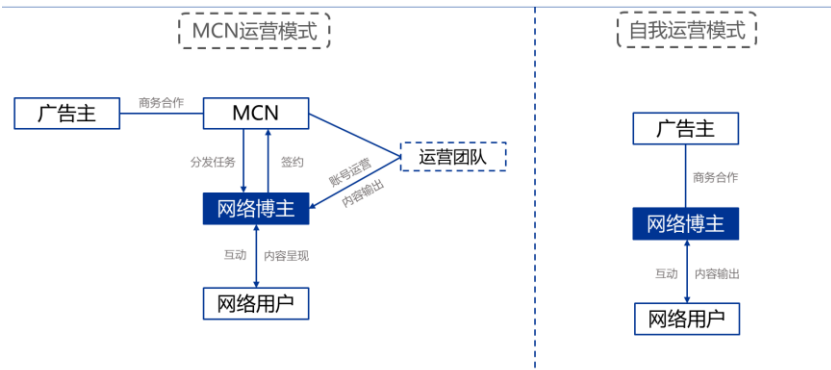 MCN运营模式
自我运营模式
广告主
商务合作
MCN
分发任务
签约
账号运营
内容输出
运营团队
网络博主
互动
内容呈现
网络用户
广告主
商务合作
网络博主
互动
内容输出
网络用户